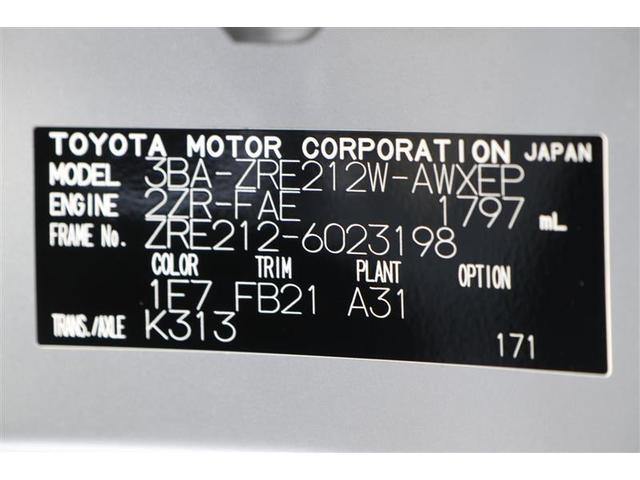 TOYOTA MOTOR CORPORATION JAPAN
MODEL 3BA-ZRE212W-AWXEP
ENGINE 2ZR-FAE 1797 mL
FRAME No. ZRE212-6023198
COLOR TRIM PLANT OPTION
1E7 FB21 A31
TRANS./AXLE K313
171